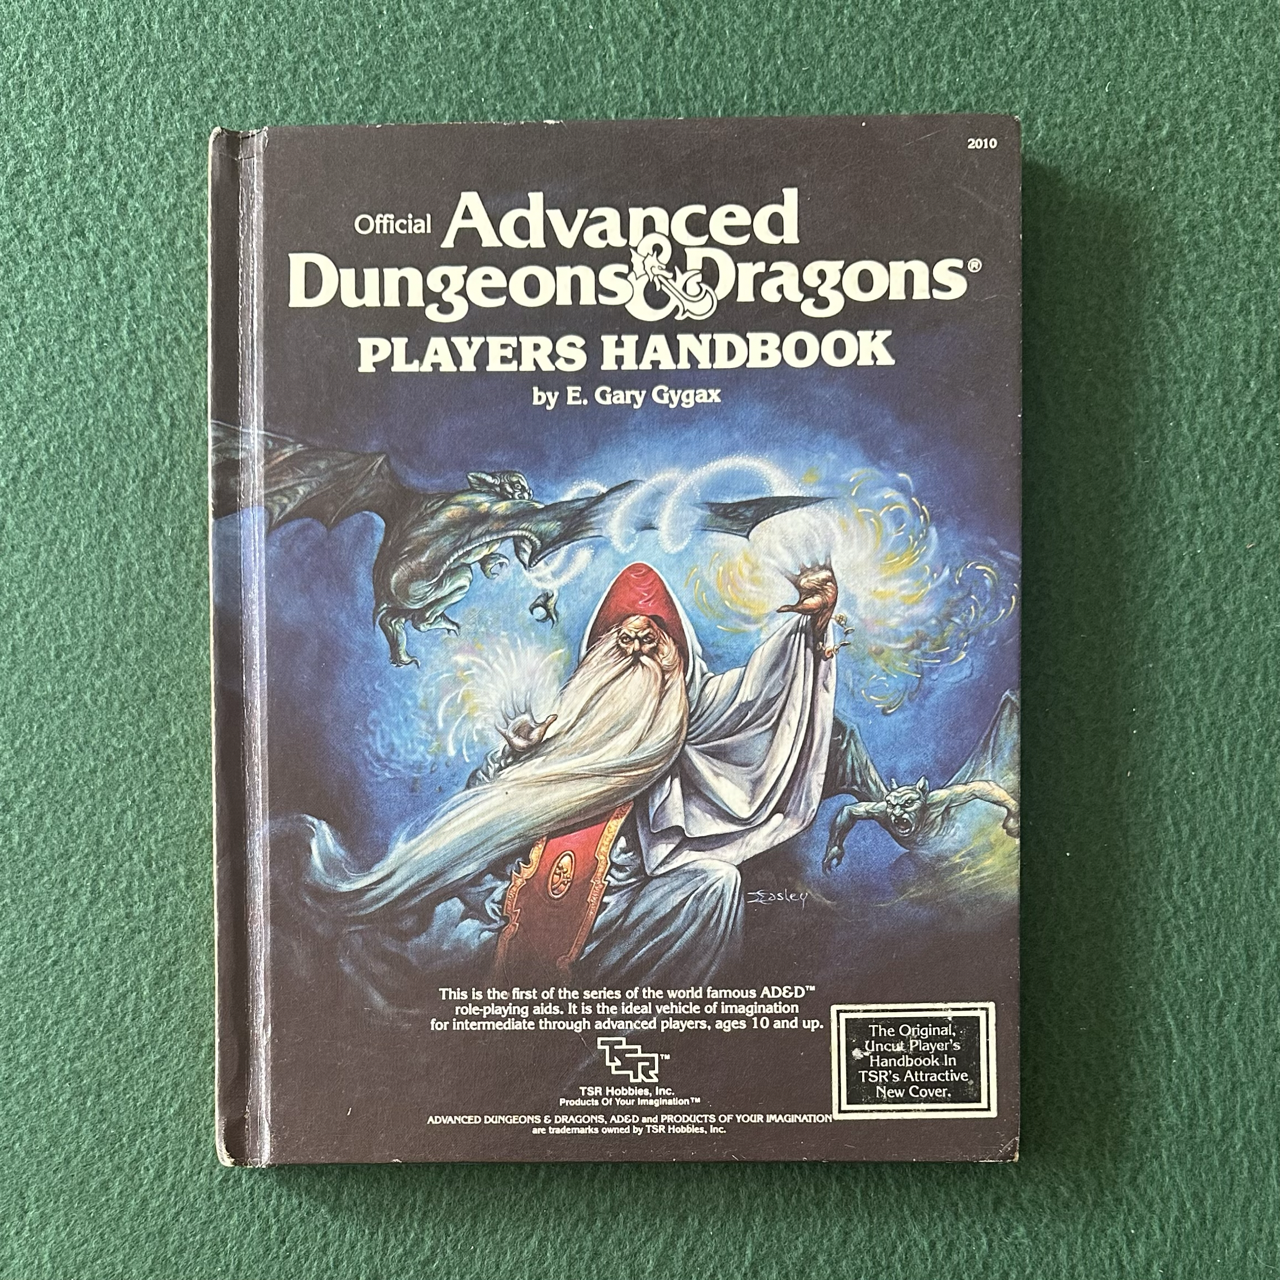 2010
Official Advanced
Dungeons & Dragons®
PLAYERS HANDBOOK
by E. Gary Gygax
Easley
This is the first of the series of the world famous AD&D™
role-playing aids. It is the ideal vehicle of imagination
for intermediate through advanced players, ages 10 and up.
TSR™
TSR Hobbies, Inc.
Products Of Your Imagination™
ADVANCED DUNGEONS & DRAGONS, AD&D and PRODUCTS OF YOUR IMAGINATION
are trademarks owned by TSR Hobbies, Inc.
The Original,
Uncut Player's
Handbook In
TSR's Attractive
New Cover.